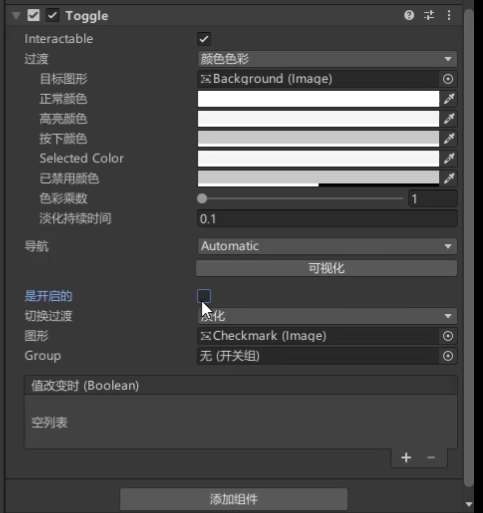 Toggle
Interactable
过渡 颜色色彩
目标图形 Background (Image)
正常颜色
高亮颜色
按下颜色
Selected Color
已禁用颜色
色彩乘数 1
淡化持续时间 0.1
导航 Automatic
可视化
是开启的
切换过渡 淡化
图形 Checkmark (Image)
Group 无 (开关组)
值改变时 (Boolean)
空列表
添加组件